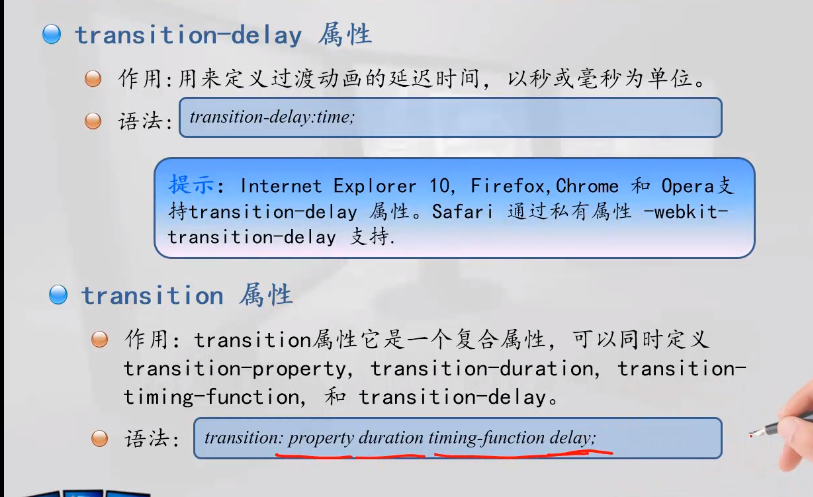 transition-delay 属性
作用:用来定义过渡动画的延迟时间，以秒或毫秒为单位。
语法:
transition-delay:time;
提示: Internet Explorer 10, Firefox,Chrome 和 Opera支
持transition-delay 属性。Safari 通过私有属性 -webkit-
transition-delay 支持.
transition 属性
作用: transition属性它是一个复合属性，可以同时定义
transition-property, transition-duration, transition-
timing-function, 和 transition-delay。
语法:
transition: property duration timing-function delay;